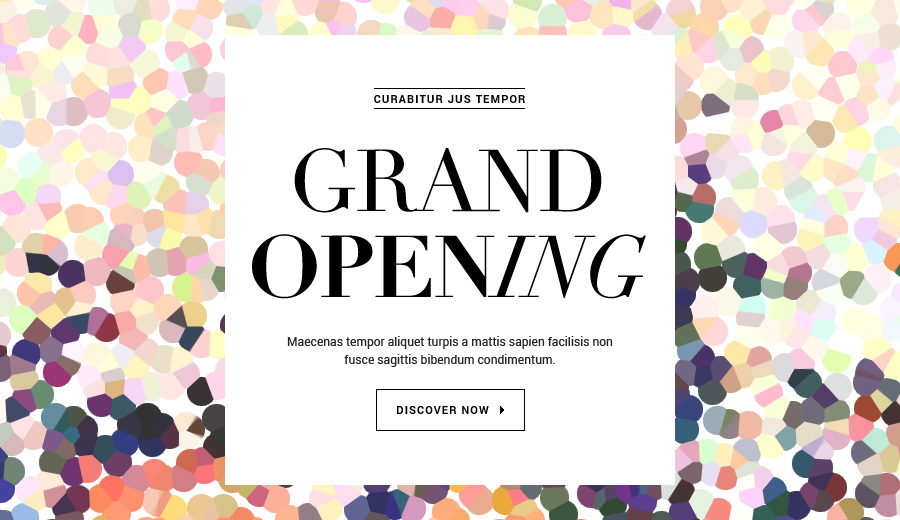 CURABITUR JUS TEMPOR
GRAND
OPENING
Maecenas tempor aliquet turpis a mattis sapien facilisis non
fusce sagittis bibendum condimentum.
DISCOVER NOW